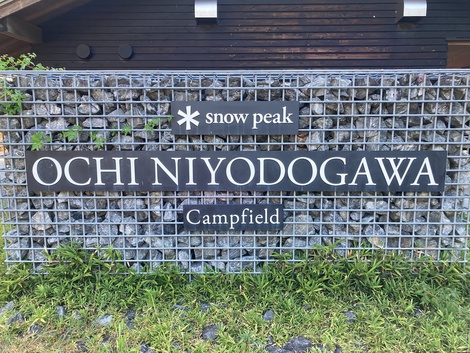 snow peak
OCHI NIYODOGAWA
Campfield